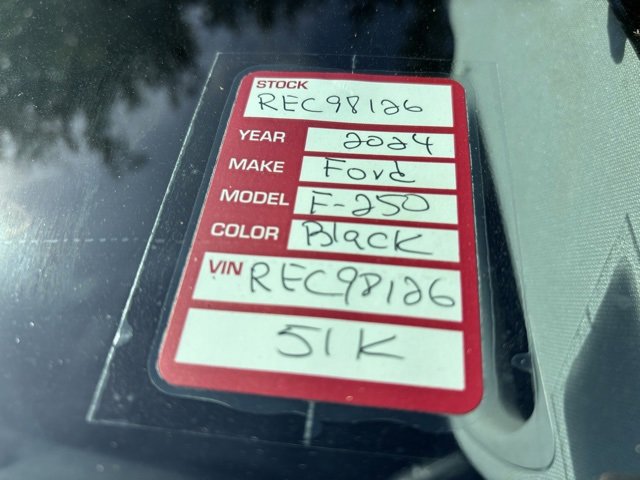 STOCK
REC98126
YEAR 2024
MAKE Ford
MODEL F-250
COLOR Black
VIN REC98126
51K